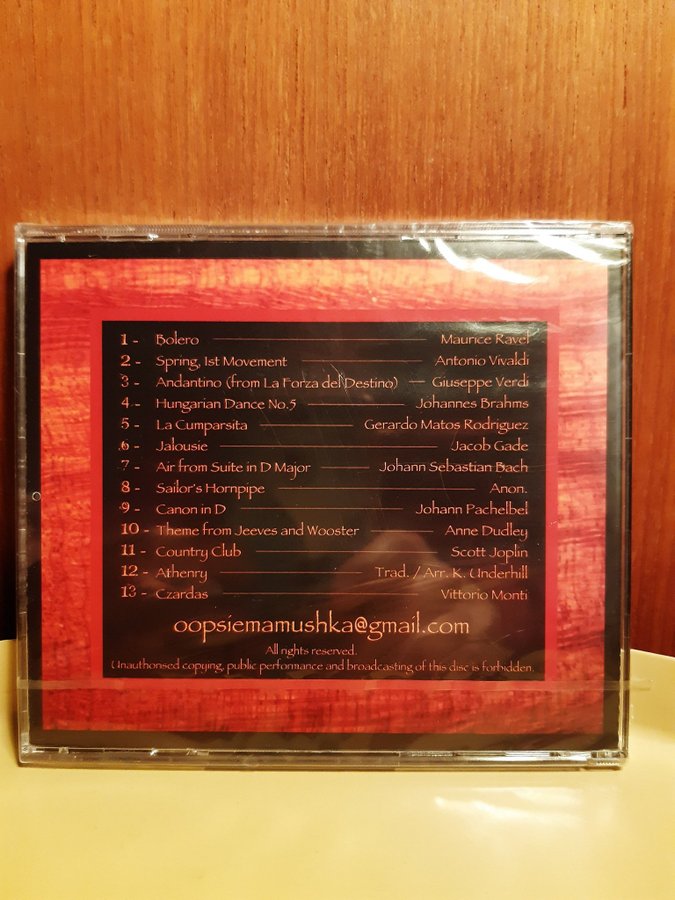 1 - Bolero Maurice Ravel
2 - Spring, 1st Movement Antonio Vivaldi
3 - Andantino (from La Forza del Destino) Giuseppe Verdi
4 - Hungarian Dance No.5 Johannes Brahms
5 - La Cumparsita Gerardo Matos Rodriguez
6 - Jalousie Jacob Gade
7 - Air from Suite in D Major Johann Sebastian Bach
8 - Sailor's Hornpipe Anon.
9 - Canon in D Johann Pachelbel
10 - Theme from Jeeves and Wooster Anne Dudley
11 - Country Club Scott Joplin
12 - Athenry Trad. / Arr. K. Underhill
13 - Czardas Vittorio Monti
oopsiemamushka@gmail.com
All rights reserved.
Unauthorised copying, public performance and broadcasting of this disc is forbidden.